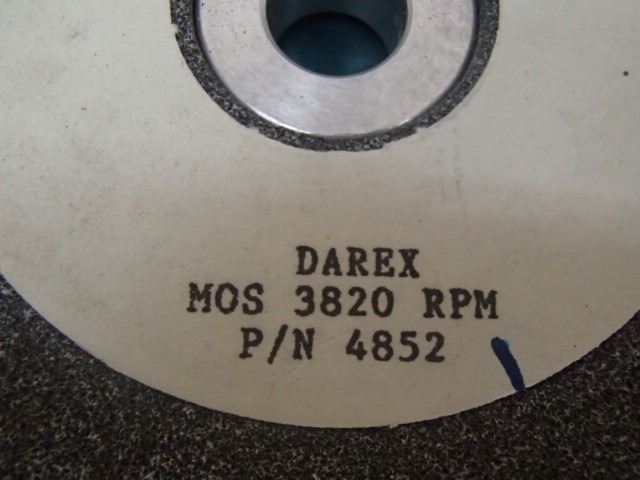 DAREX
MOS 3820 RPM
P/N 4852